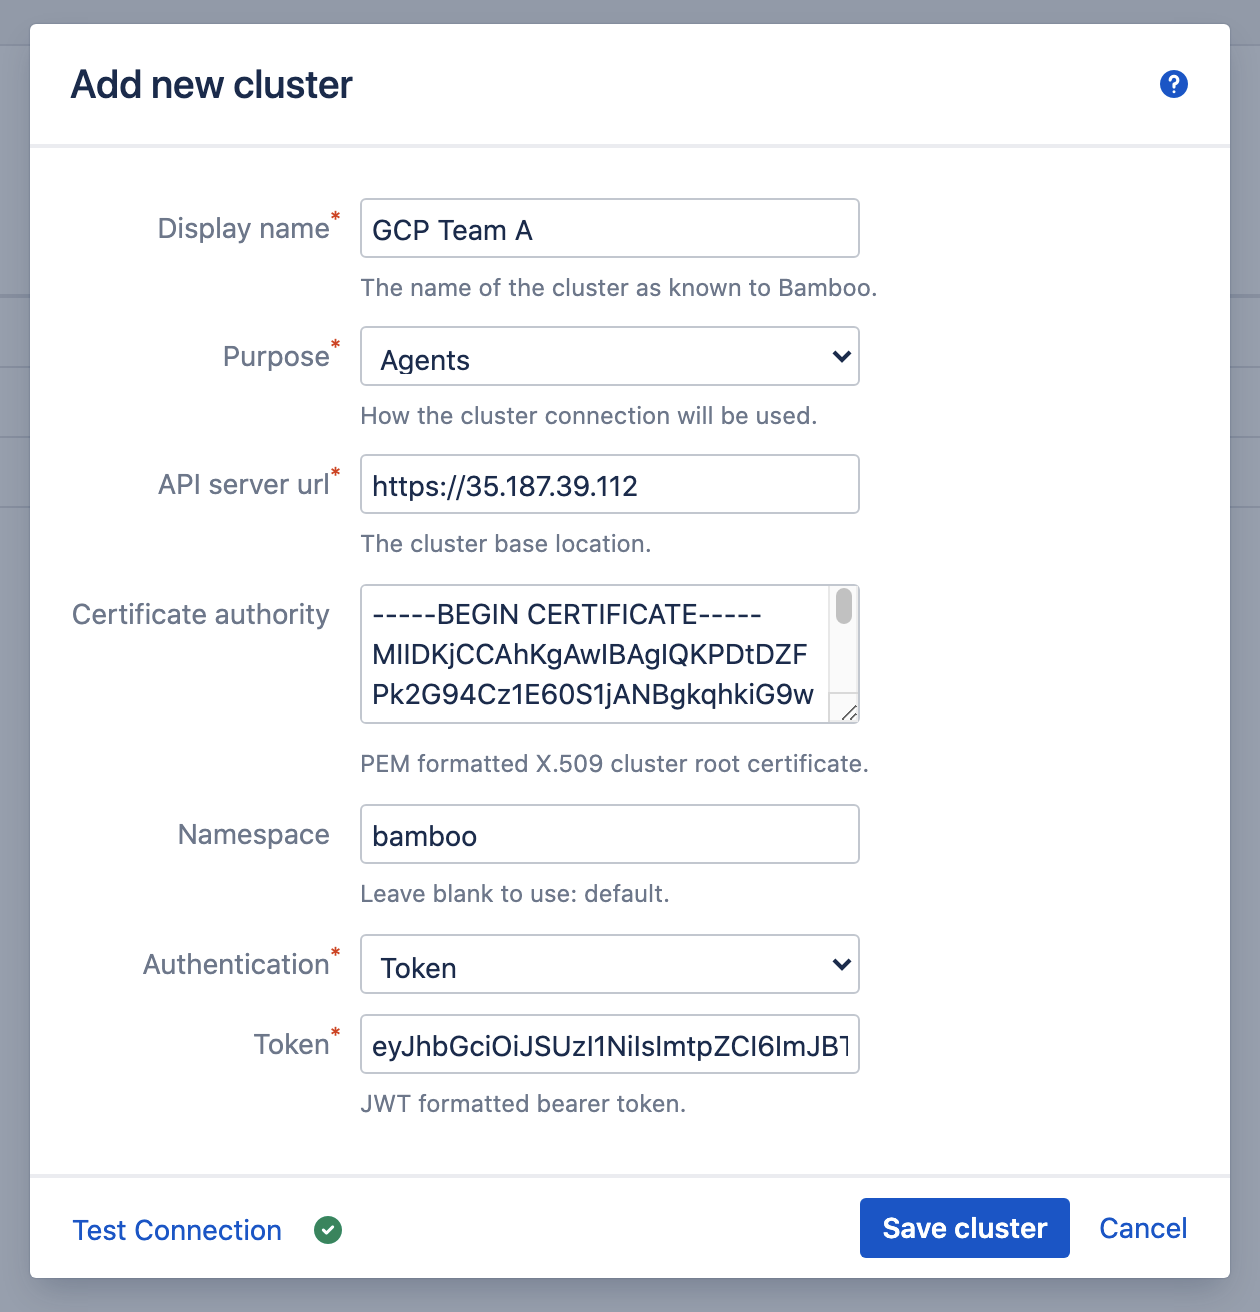 Add new cluster
Display name*
GCP Team A
The name of the cluster as known to Bamboo.
Purpose*
Agents
How the cluster connection will be used.
API server url*
https://35.187.39.112
The cluster base location.
Certificate authority
-----BEGIN CERTIFICATE-----
MIIDKjCCAhKgAwIBAgIQKPDtDZF
Pk2G94Cz1E60S1jANBgkqhkiG9w
PEM formatted X.509 cluster root certificate.
Namespace
bamboo
Leave blank to use: default.
Authentication*
Token
Token*
eyJhbGciOiJSUzI1NiIsImtpZCI6ImJBT
JWT formatted bearer token.
Test Connection
Save cluster
Cancel